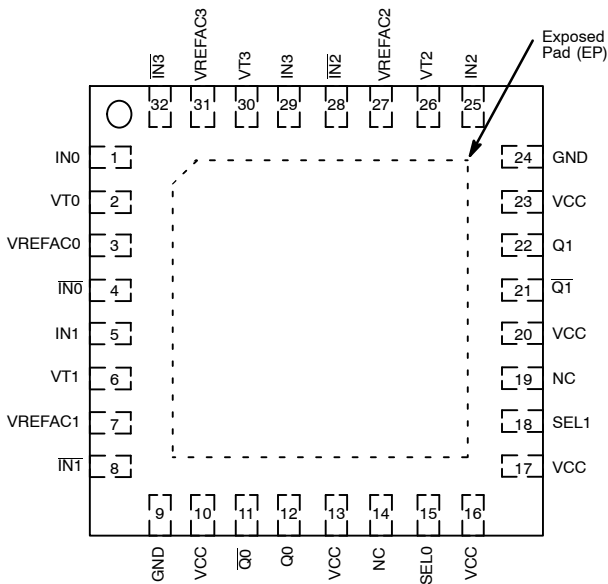 IN3
VREFAC3
VT3
IN3
IN2
VREFAC2
VT2
IN2
Exposed
Pad (EP)
32
31
30
29
28
27
26
25
IN0
1
VT0
2
VREFAC0
3
IN0
4
IN1
5
VT1
6
VREFAC1
7
IN1
8
24
GND
23
VCC
22
Q1
21
Q1
20
VCC
19
NC
18
SEL1
17
VCC
9
10
11
12
13
14
15
16
GND
VCC
Q0
Q0
VCC
NC
SEL0
VCC